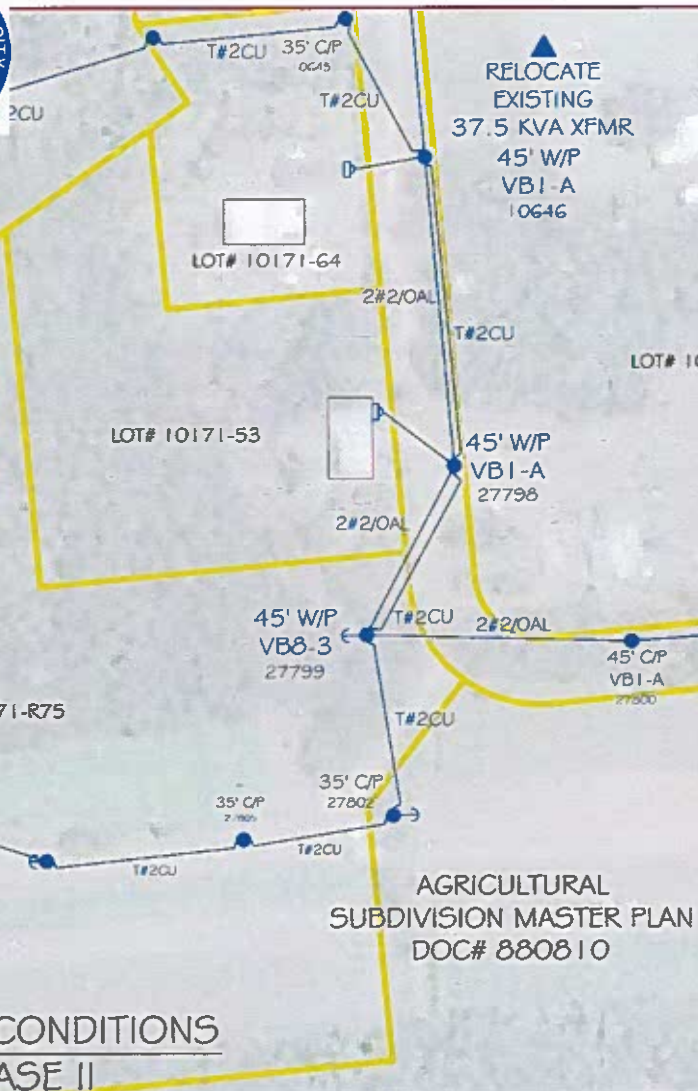 CITY
2CU
T#2CU
35' C/P
0645
T#2CU
RELOCATE
EXISTING
37.5 KVA XFMR
45' W/P
VB1-A
10646
LOT# 10171-64
2#2/OAL
T#2CU
LOT# 10
LOT# 10171-53
45' W/P
VB1-A
27798
2#2/OAL
45' W/P
VB8-3
27799
T#2CU
2#2/OAL
45' C/P
VB1-A
27800
71-R75
T#2CU
35' C/P
27802
35' C/P
T#2CU
T#2CU
AGRICULTURAL
SUBDIVISION MASTER PLAN
DOC# 880810
CONDITIONS
ASE II